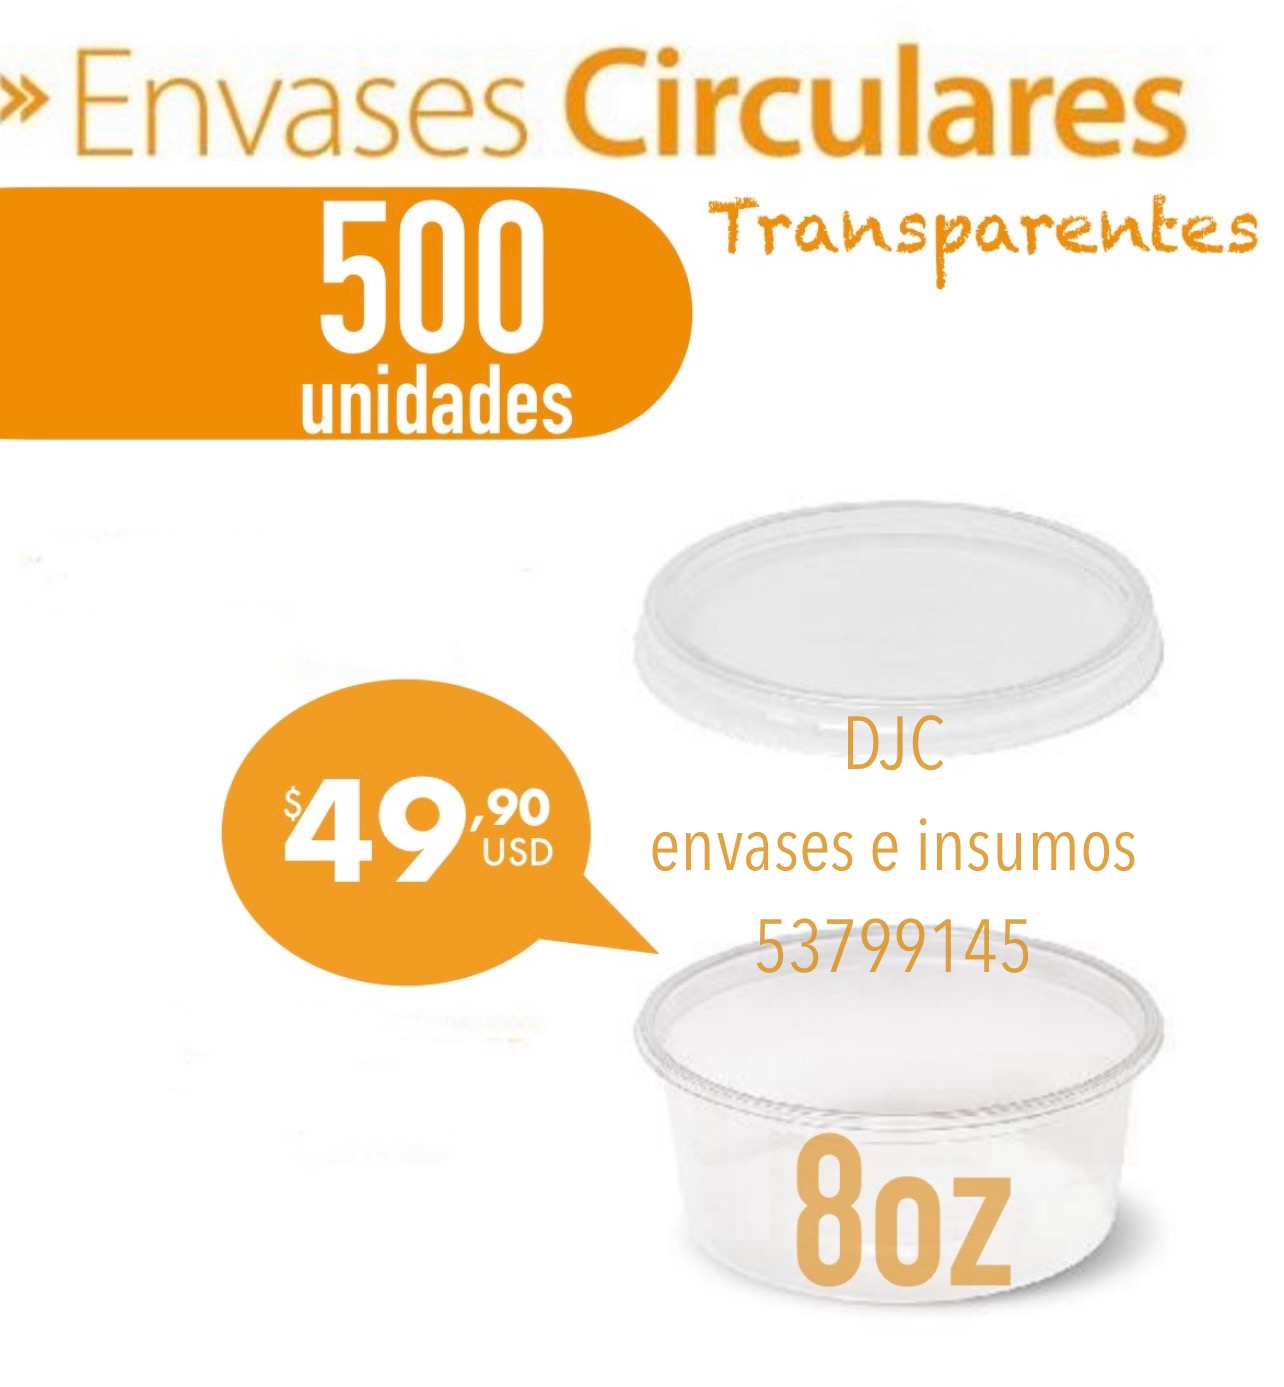 » Envases Circulares
Transparentes
500
unidades
$49,90
USD
DJC
envases e insumos
53799145
8oz